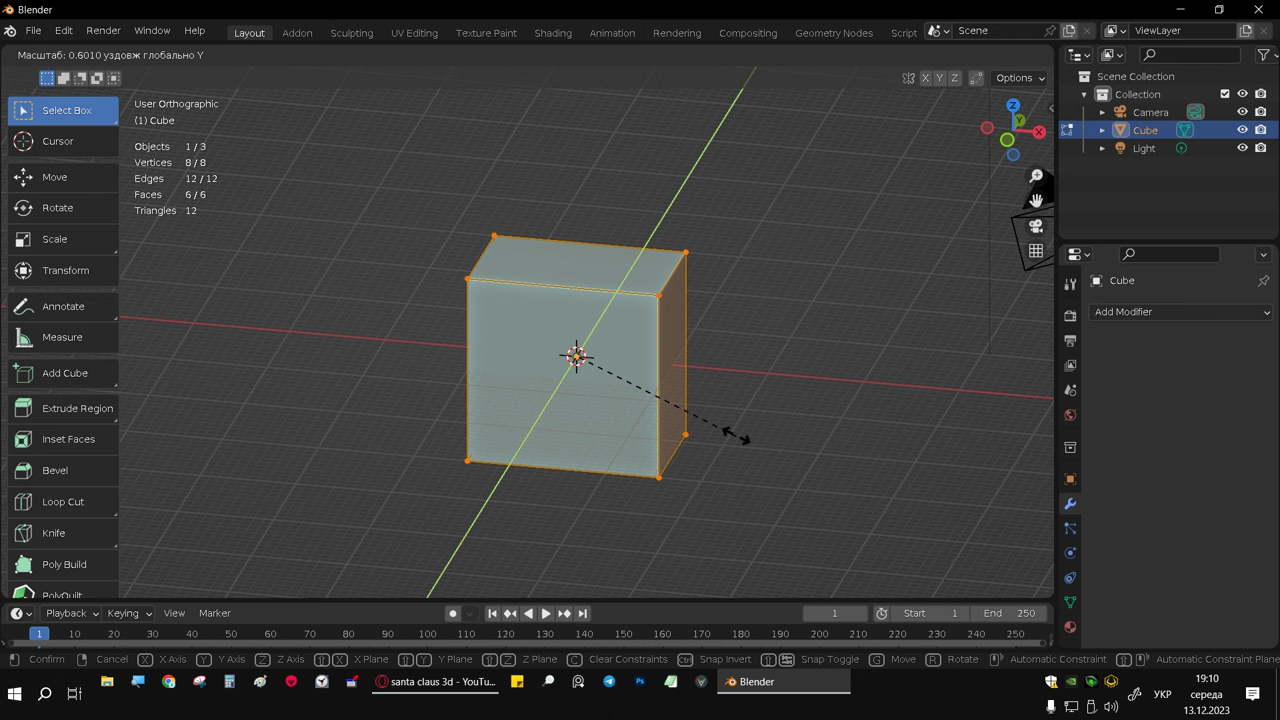 Blender
File Edit Render Window Help Layout Addon Sculpting UV Editing Texture Paint Shading Animation Rendering Compositing Geometry Nodes Script Scene ViewLayer
Масштаб: 0.6010 уздовж глобально Y
X Y Z Options
Scene Collection
Collection
Camera
Cube
Light
Select Box
Cursor
Move
Rotate
Scale
Transform
Annotate
Measure
Add Cube
Extrude Region
Inset Faces
Bevel
Loop Cut
Knife
Poly Build
PolyQuilt
User Orthographic
(1) Cube
Objects 1 / 3
Vertices 8 / 8
Edges 12 / 12
Faces 6 / 6
Triangles 12
Z
Y
X
Cube
Add Modifier
Playback Keying View Marker 1 Start 1 End 250
1 10 20 30 40 50 60 70 80 90 100 110 120 130 140 150 160 170 180 190 200 210 220 230 240 250
Confirm Cancel X X Axis Y Y Axis Z Z Axis X X Plane Y Y Plane Z Z Plane C Clear Constraints Ctrl Snap Invert Snap Toggle G Move R Rotate Automatic Constraint Automatic Constraint Plane
santa claus 3d - YouTu... Blender
Ps
УКР
19:10
середа
13.12.2023